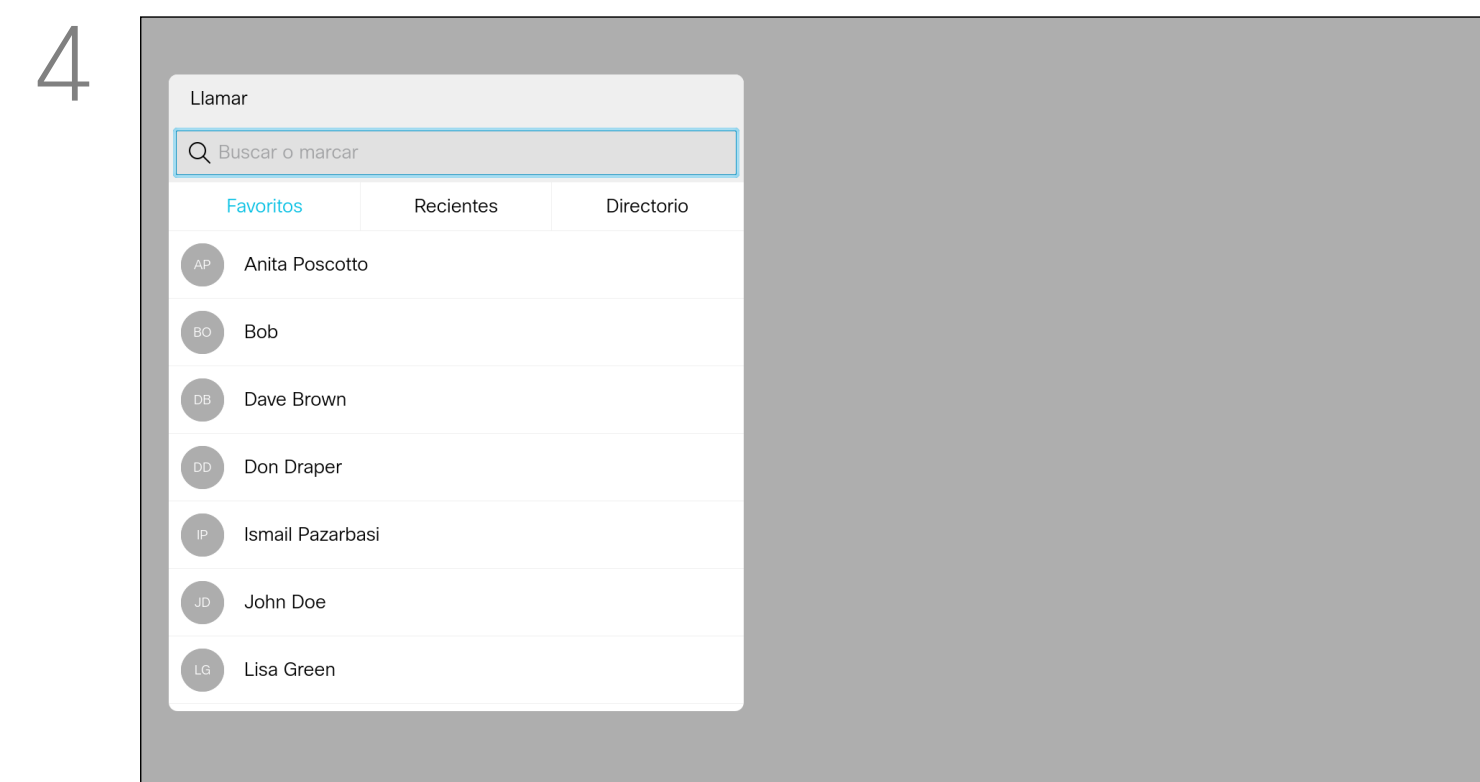 4
Llamar
Buscar o marcar
Favoritos Recientes Directorio
AP Anita Poscotto
BO Bob
DB Dave Brown
DD Don Draper
IP Ismail Pazarbasi
JD John Doe
LG Lisa Green